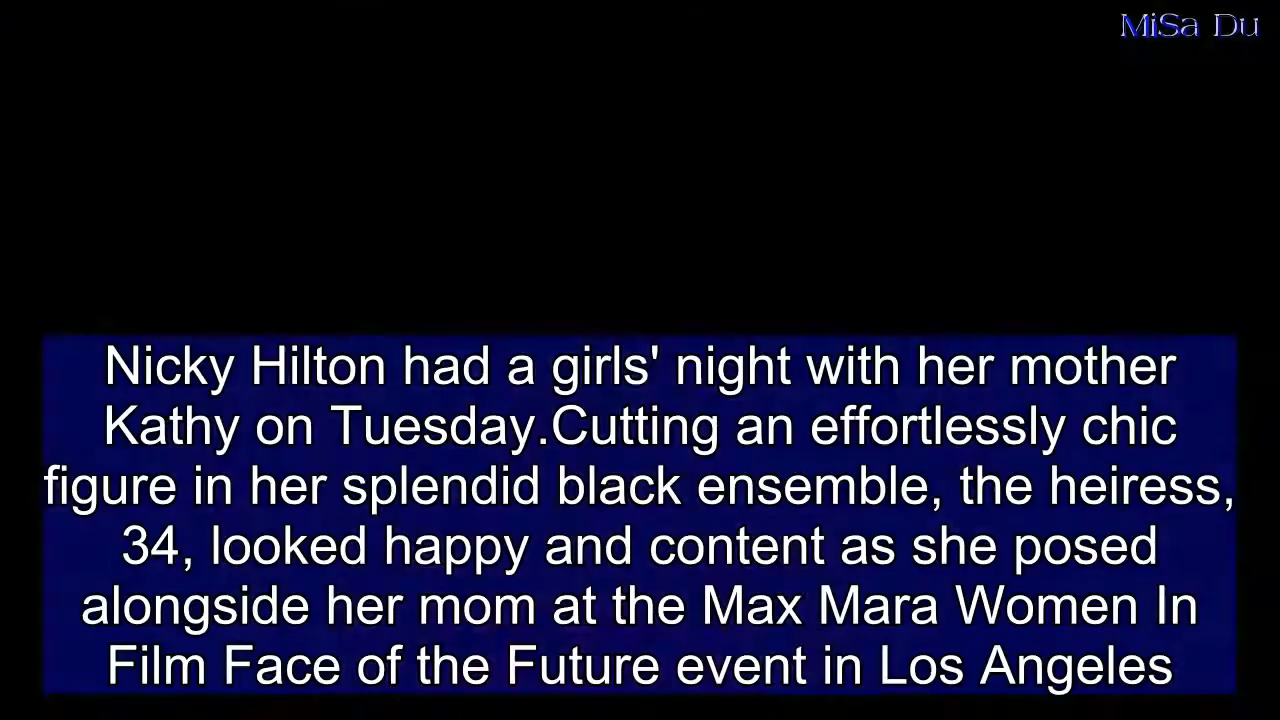 MiSa Du
Nicky Hilton had a girls' night with her mother
Kathy on Tuesday.Cutting an effortlessly chic
figure in her splendid black ensemble, the heiress,
34, looked happy and content as she posed
alongside her mom at the Max Mara Women In
Film Face of the Future event in Los Angeles